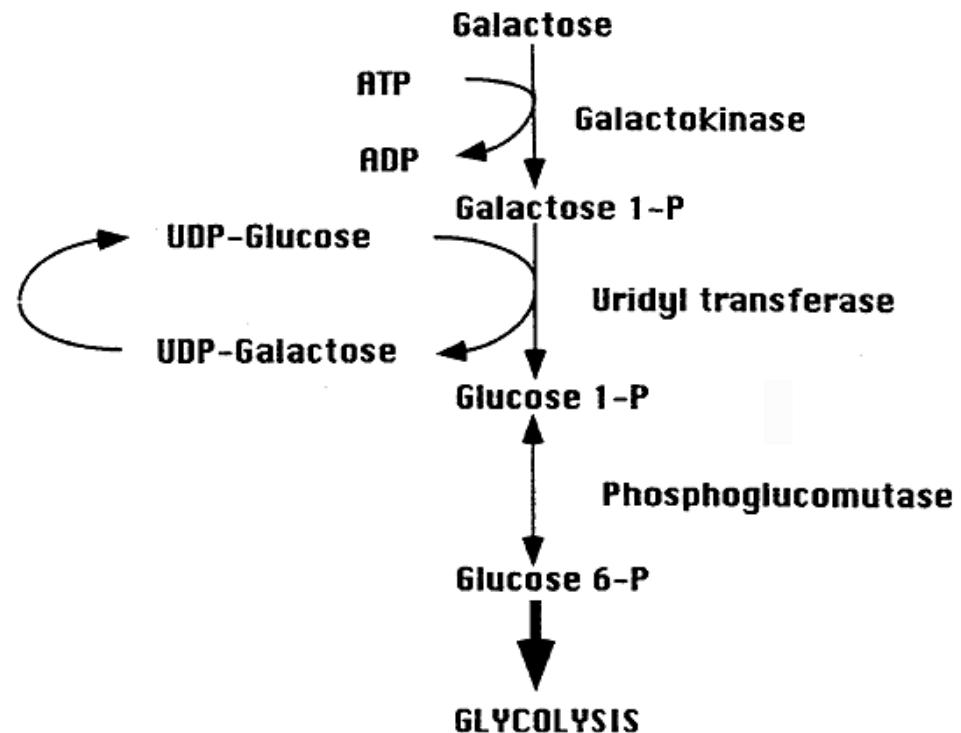 Galactose
ATP
Galactokinase
ADP
Galactose 1-P
UDP-Glucose
Uridyl transferase
UDP-Galactose
Glucose 1-P
Phosphoglucomutase
Glucose 6-P
GLYCOLYSIS